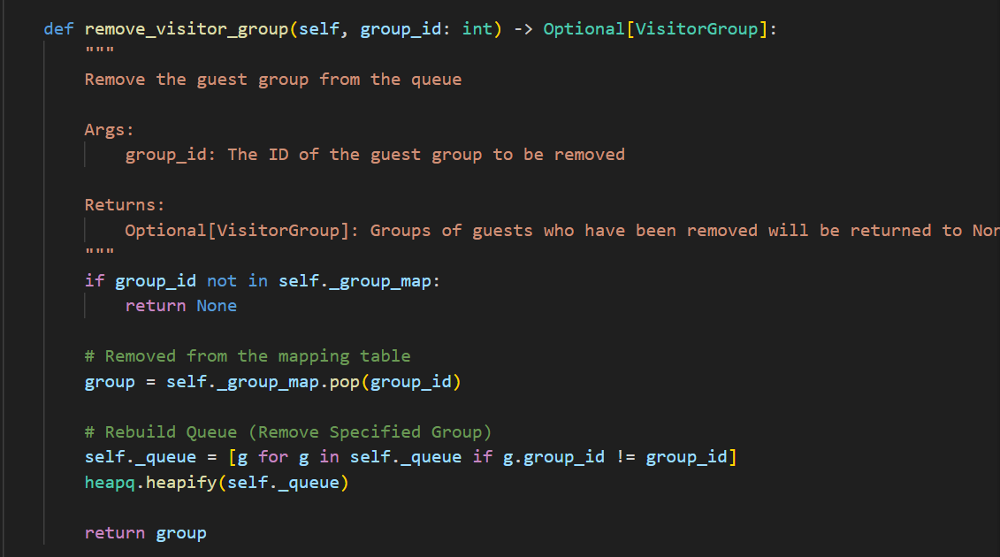 def remove_visitor_group(self, group_id: int) -> Optional[VisitorGroup]:
"""
Remove the guest group from the queue
Args:
group_id: The ID of the guest group to be removed
Returns:
Optional[VisitorGroup]: Groups of guests who have been removed will be returned to
"""
if group_id not in self._group_map:
return None
# Removed from the mapping table
group = self._group_map.pop(group_id)
# Rebuild Queue (Remove Specified Group)
self._queue = [g for g in self._queue if g.group_id != group_id]
heapq.heapify(self._queue)
return group